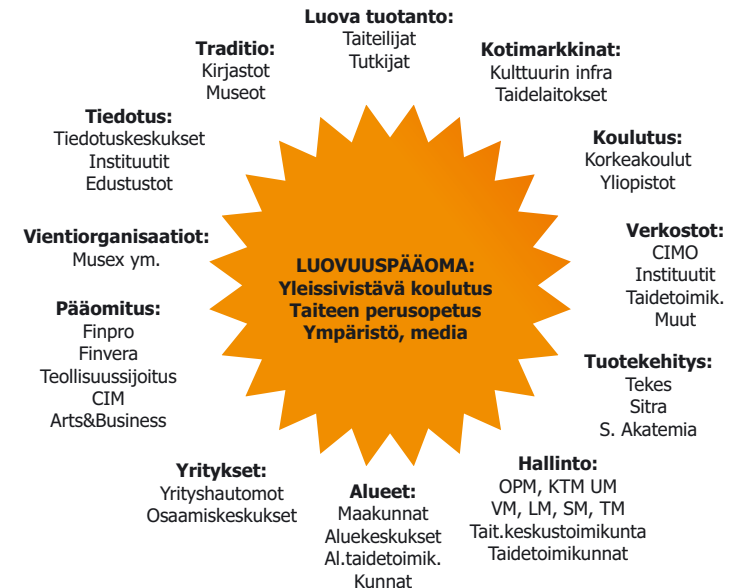 Luova tuotanto:
Taiteilijat
Tutkijat
Kotimarkkinat:
Kulttuurin infra
Taidelaitokset
Koulutus:
Korkeakoulut
Yliopistot
Verkostot:
CIMO
Instituutit
Taidetoimik.
Muut
Tuotekehitys:
Tekes
Sitra
S. Akatemia
Hallinto:
OPM, KTM UM
VM, LM, SM, TM
Tait.keskustoimikunta
Taidetoimikunnat
Alueet:
Maakunnat
Aluekeskukset
Al.taidetoimik.
Kunnat
Yritykset:
Yrityshautomot
Osaamiskeskukset
Pääomitus:
Finpro
Finvera
Teollisuussijoitus
CIM
Arts&Business
Vientiorganisaatiot:
Musex ym.
Tiedotus:
Tiedotuskeskukset
Instituutit
Edustustot
Traditio:
Kirjastot
Museot
LUOVUUSPÄÄOMA:
Yleissivistävä koulutus
Taiteen perusopetus
Ympäristö, media